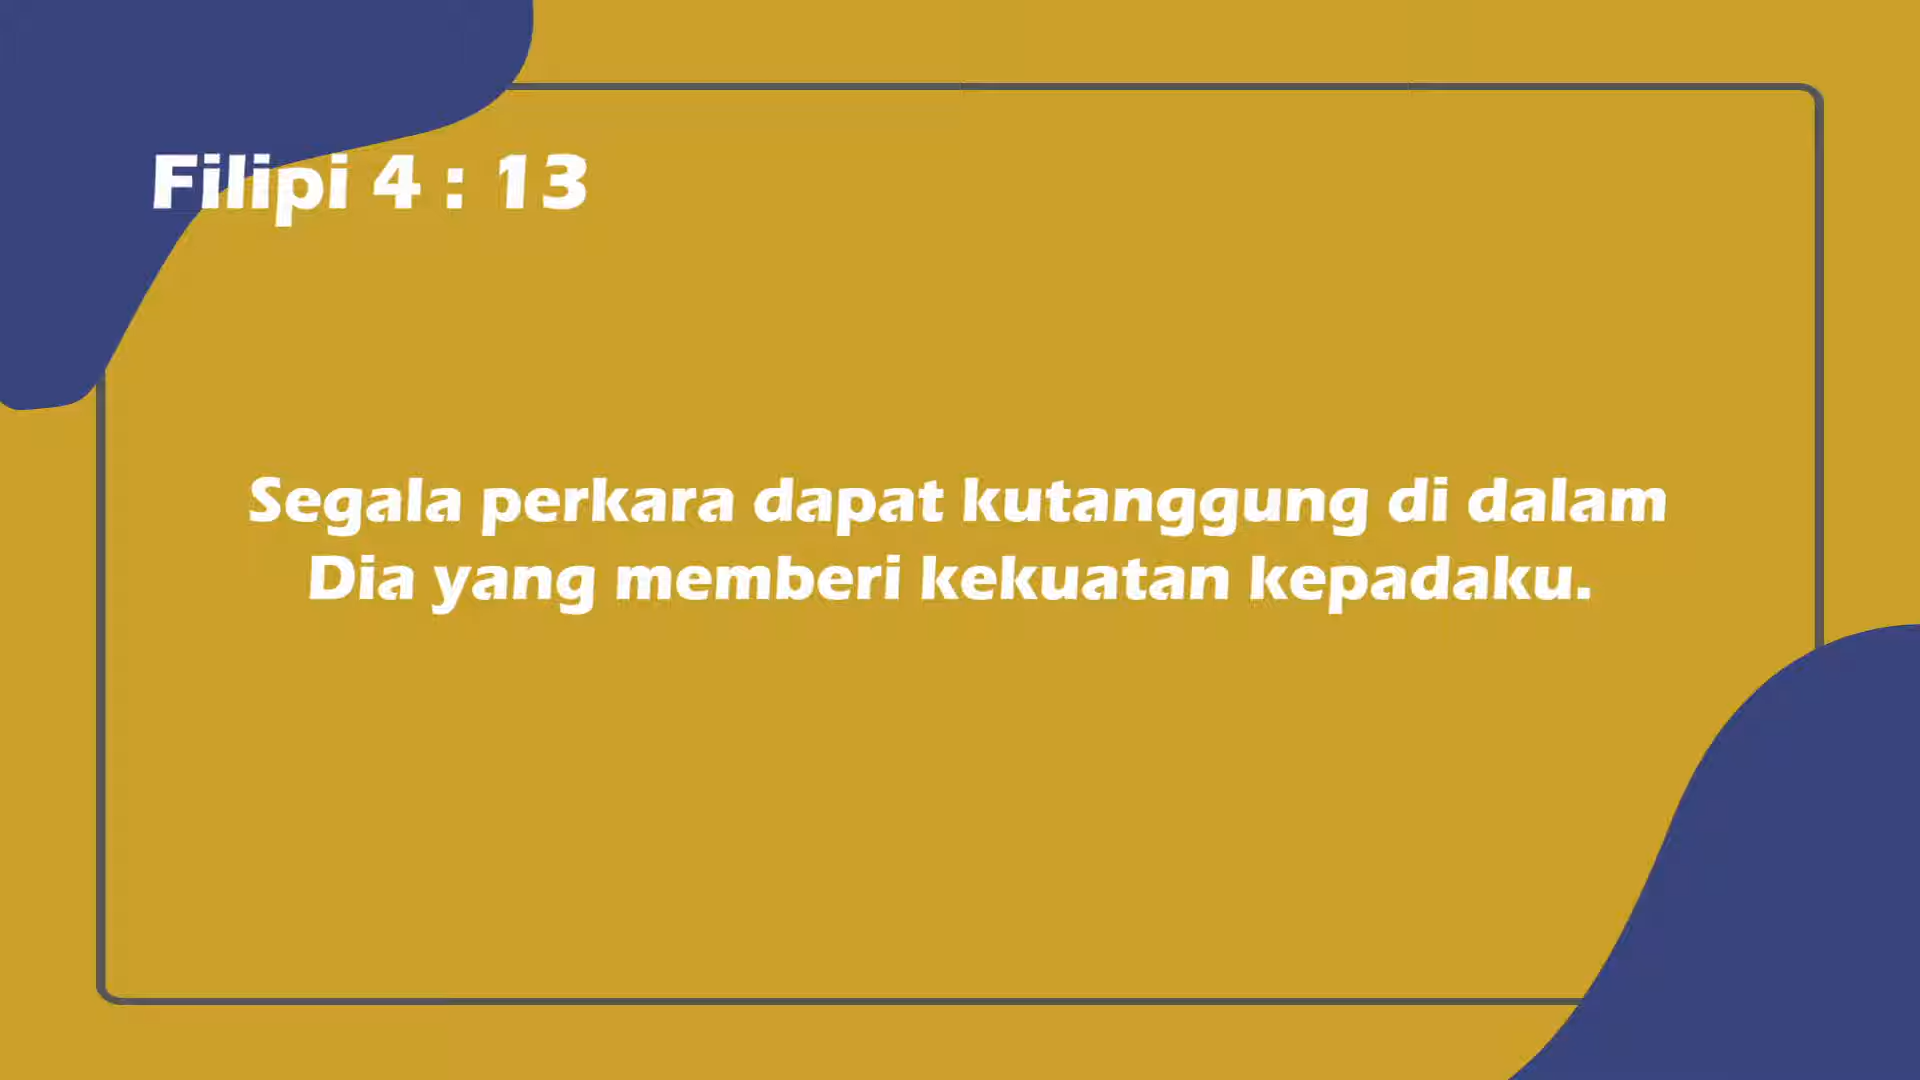 Filipi 4 : 13
Segala perkara dapat kutanggung di dalam
Dia yang memberi kekuatan kepadaku.